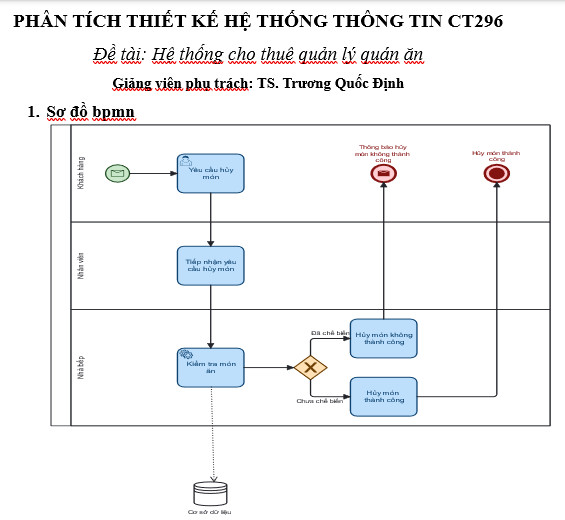 PHÂN TÍCH THIẾT KẾ HỆ THỐNG THÔNG TIN CT296
Đề tài: Hê thống cho thuê quản lý quán ăn
Giảng viên phụ trách: TS. Trương Quốc Định
1. Sơ đồ bpmn
Khách hàng
Yêu cầu hủy
món
Thông báo hủy
món không thành
công
Hủy món thành
công
Nhân viên
Tiếp nhận yêu
cầu hủy món
Nhà bếp
Kiểm tra món
ăn
Đã chế biến
Hủy món không
thành công
Chưa chế biến
Hủy món
thành công
Cơ sở dữ liệu